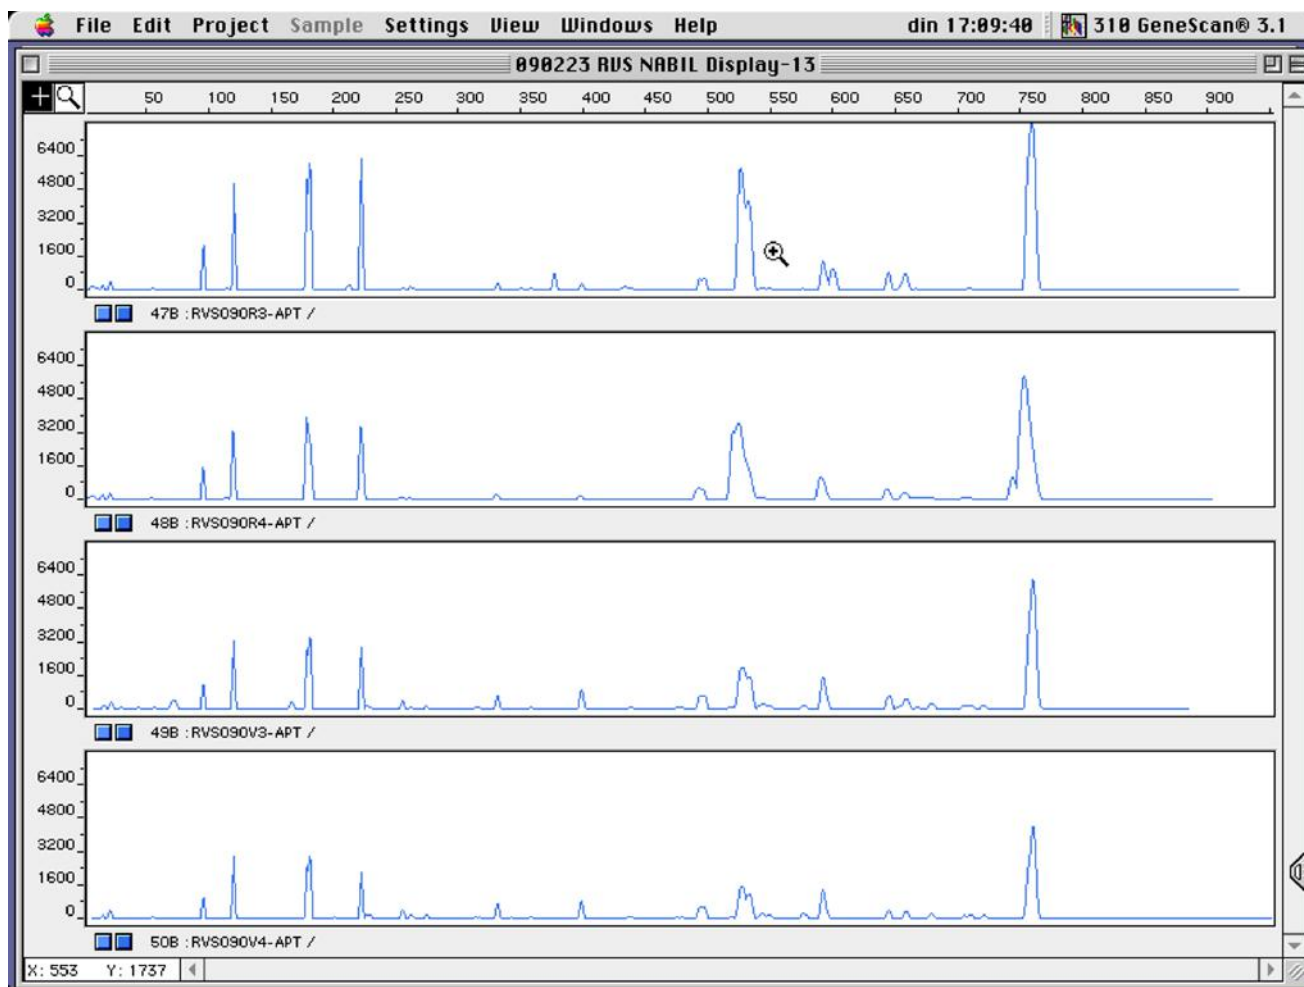 File Edit Project Sample Settings View Windows Help din 17:09:40 310 GeneScan® 3.1
090223 RVS NABIL Display-13
50 100 150 200 250 300 350 400 450 500 550 600 650 700 750 800 850 900
6400
4800
3200
1600
0
47B : RVS090R3-APT /
6400
4800
3200
1600
0
48B : RVS090R4-APT /
6400
4800
3200
1600
0
49B : RVS090V3-APT /
6400
4800
3200
1600
0
50B : RVS090V4-APT /
X: 553 Y: 1737